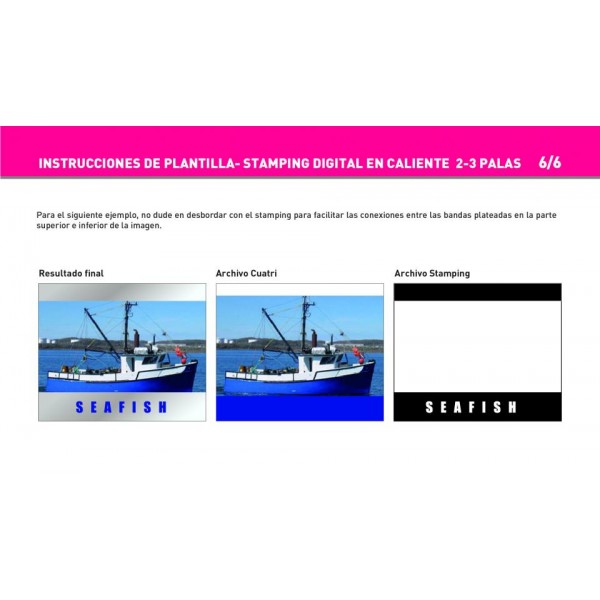 INSTRUCCIONES DE PLANTILLA- STAMPING DIGITAL EN CALIENTE 2-3 PALAS 6/6
Para el siguiente ejemplo, no dude en desbordar con el stamping para facilitar las conexiones entre las bandas plateadas en la parte
superior e inferior de la imagen.
Resultado final Archivo Cuatri Archivo Stamping
SEAFISH SEAFISH